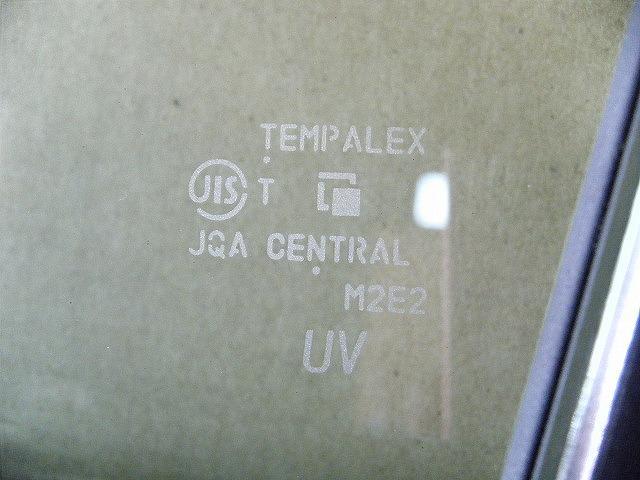 TEMPALEX
JIS T
JQA CENTRAL
M2E2
UV